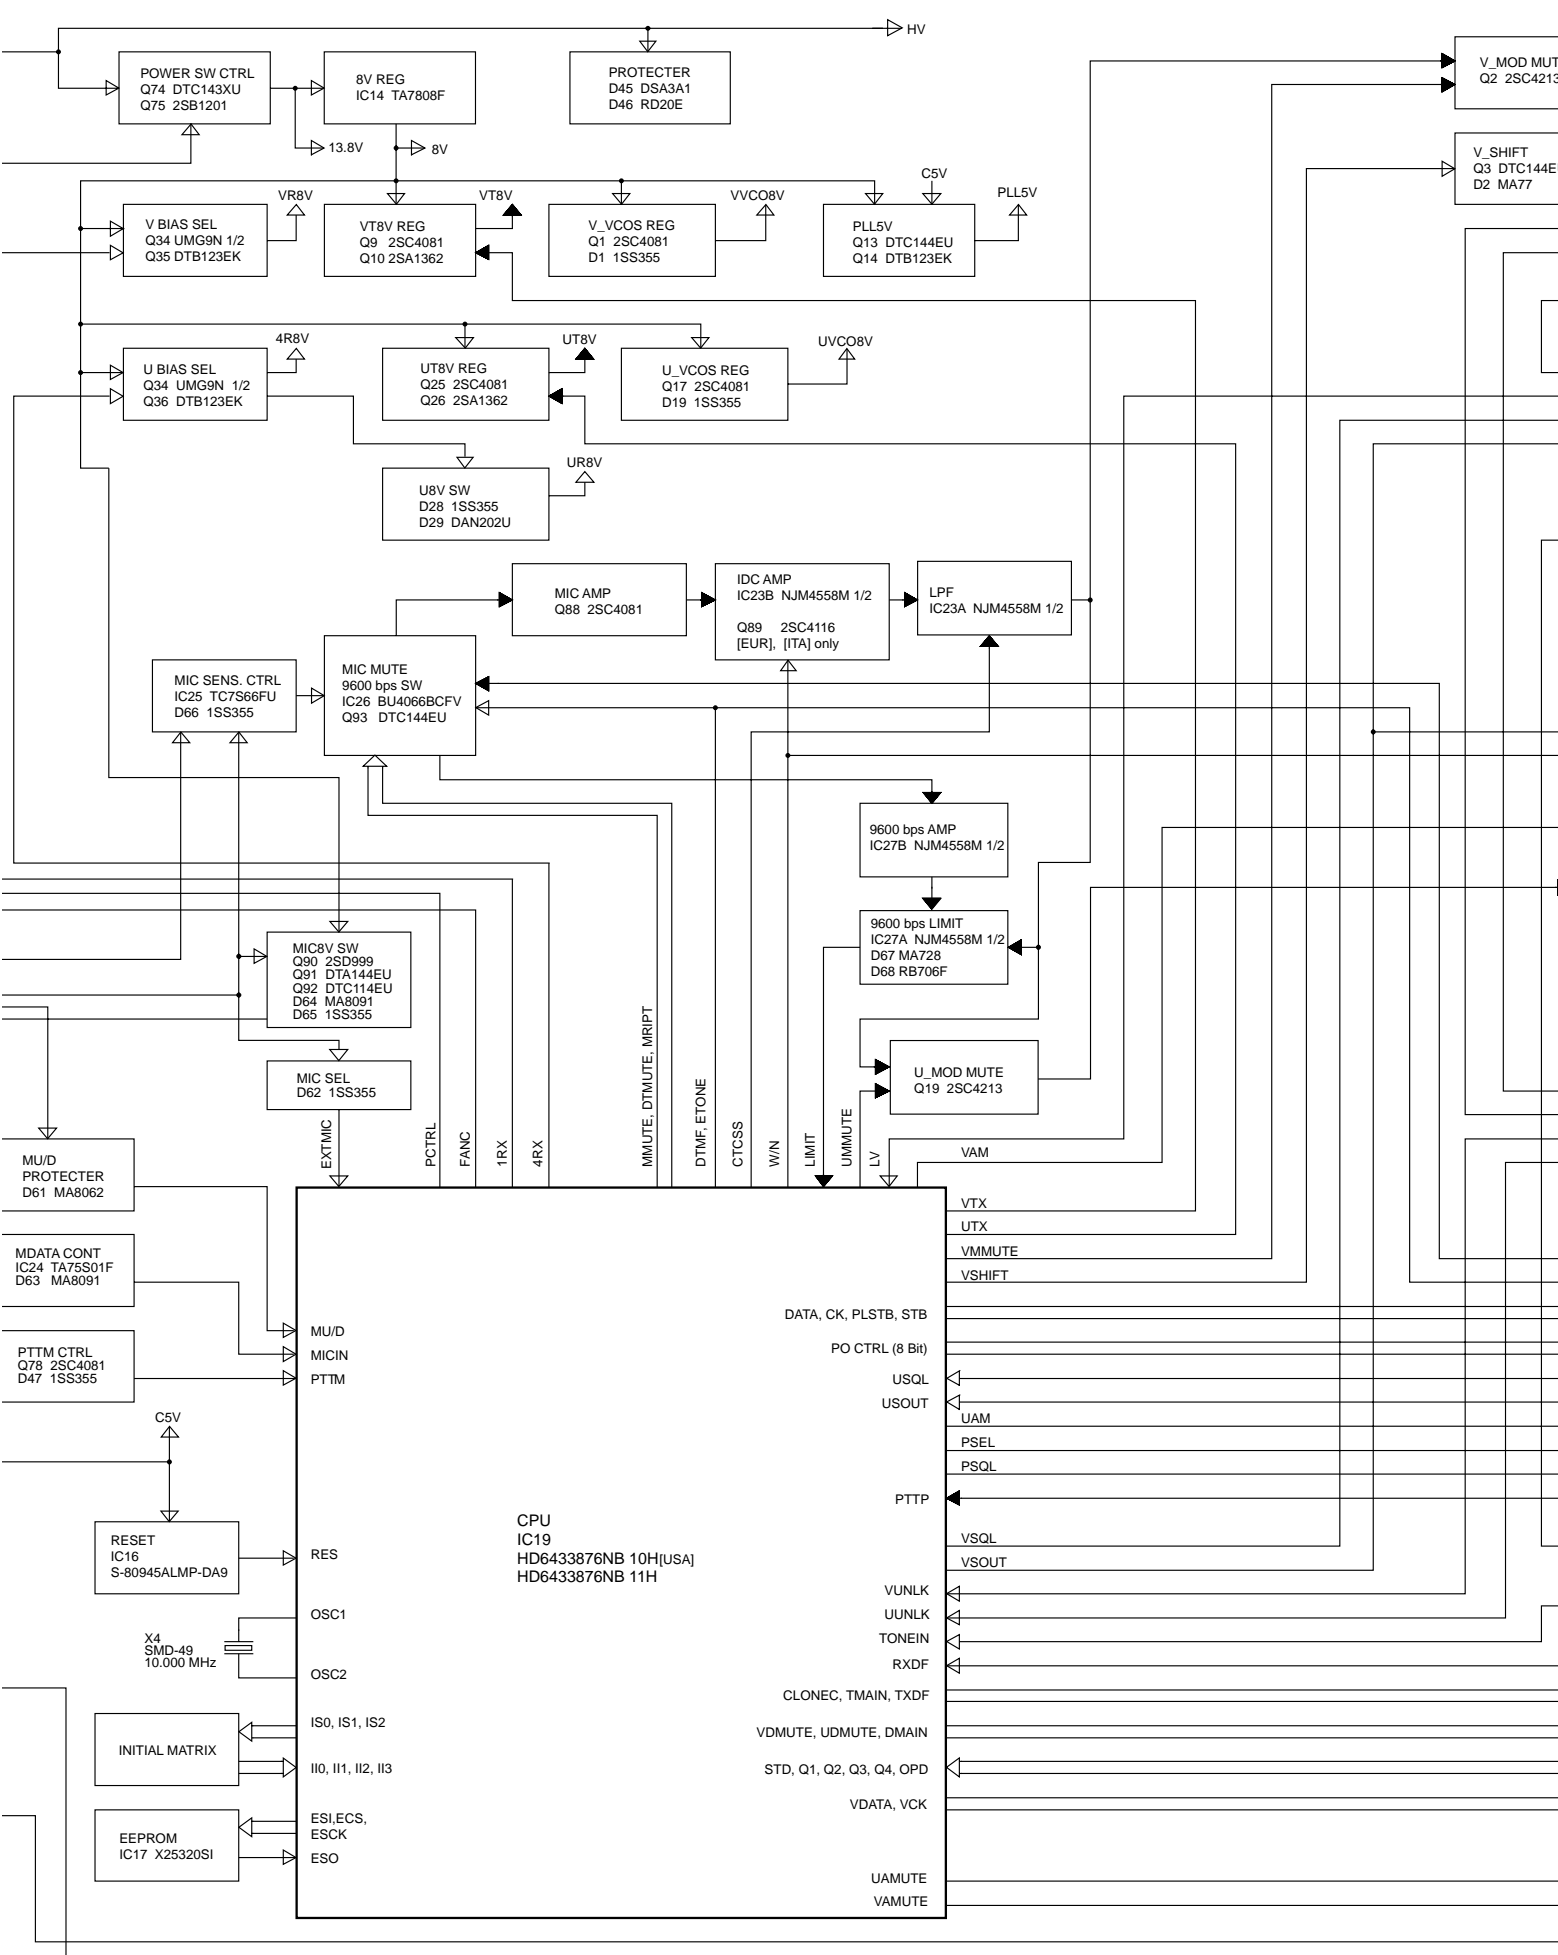 HV
POWER SW CTRL
Q74 DTC143XU
Q75 2SB1201
8V REG
IC14 TA7808F
PROTECTER
D45 DSA3A1
D46 RD20E
V_MOD MUT
Q2 2SC4213
13.8V
8V
V_SHIFT
Q3 DTC144E
D2 MA77
VR8V
VT8V
VVCO8V
C5V
PLL5V
V BIAS SEL
Q34 UMG9N 1/2
Q35 DTB123EK
VT8V REG
Q9 2SC4081
Q10 2SA1362
V_VCOS REG
Q1 2SC4081
D1 1SS355
PLL5V
Q13 DTC144EU
Q14 DTB123EK
4R8V
UT8V
UVCO8V
U BIAS SEL
Q34 UMG9N 1/2
Q36 DTB123EK
UT8V REG
Q25 2SC4081
Q26 2SA1362
U_VCOS REG
Q17 2SC4081
D19 1SS355
UR8V
U8V SW
D28 1SS355
D29 DAN202U
MIC AMP
Q88 2SC4081
IDC AMP
IC23B NJM4558M 1/2
Q89 2SC4116
[EUR], [ITA] only
LPF
IC23A NJM4558M 1/2
MIC SENS. CTRL
IC25 TC7S66FU
D66 1SS355
MIC MUTE
9600 bps SW
IC26 BU4066BCFV
Q93 DTC144EU
9600 bps AMP
IC27B NJM4558M 1/2
9600 bps LIMIT
IC27A NJM4558M 1/2
D67 MA728
D68 RB706F
MIC8V SW
Q90 2SD999
Q91 DTA144EU
Q92 DTC114EU
D64 MA8091
D65 1SS355
MIC SEL
D62 1SS355
U_MOD MUTE
Q19 2SC4213
EXTMIC
PCTRL
FANC
1RX
4RX
MMUTE, DTMUTE, MRIPT
DTMF, ETONE
CTCSS
W/N
LIMIT
UMMUTE
LV
VAM
MU/D
PROTECTER
D61 MA8062
MDATA CONT
IC24 TA75S01F
D63 MA8091
PTTM CTRL
Q78 2SC4081
D47 1SS355
C5V
RESET
IC16
S-80945ALMP-DA9
X4
SMD-49
10.000 MHz
INITIAL MATRIX
EEPROM
IC17 X25320SI
MU/D
MICIN
PTTM
RES
OSC1
OSC2
IS0, IS1, IS2
II0, II1, II2, II3
ESI,ECS,
ESCK
ESO
CPU
IC19
HD6433876NB 10H[USA]
HD6433876NB 11H
VTX
UTX
VMMUTE
VSHIFT
DATA, CK, PLSTB, STB
PO CTRL (8 Bit)
USQL
USOUT
UAM
PSEL
PSQL
PTTP
VSQL
VSOUT
VUNLK
UUNLK
TONEIN
RXDF
CLONEC, TMAIN, TXDF
VDMUTE, UDMUTE, DMAIN
STD, Q1, Q2, Q3, Q4, OPD
VDATA, VCK
UAMUTE
VAMUTE